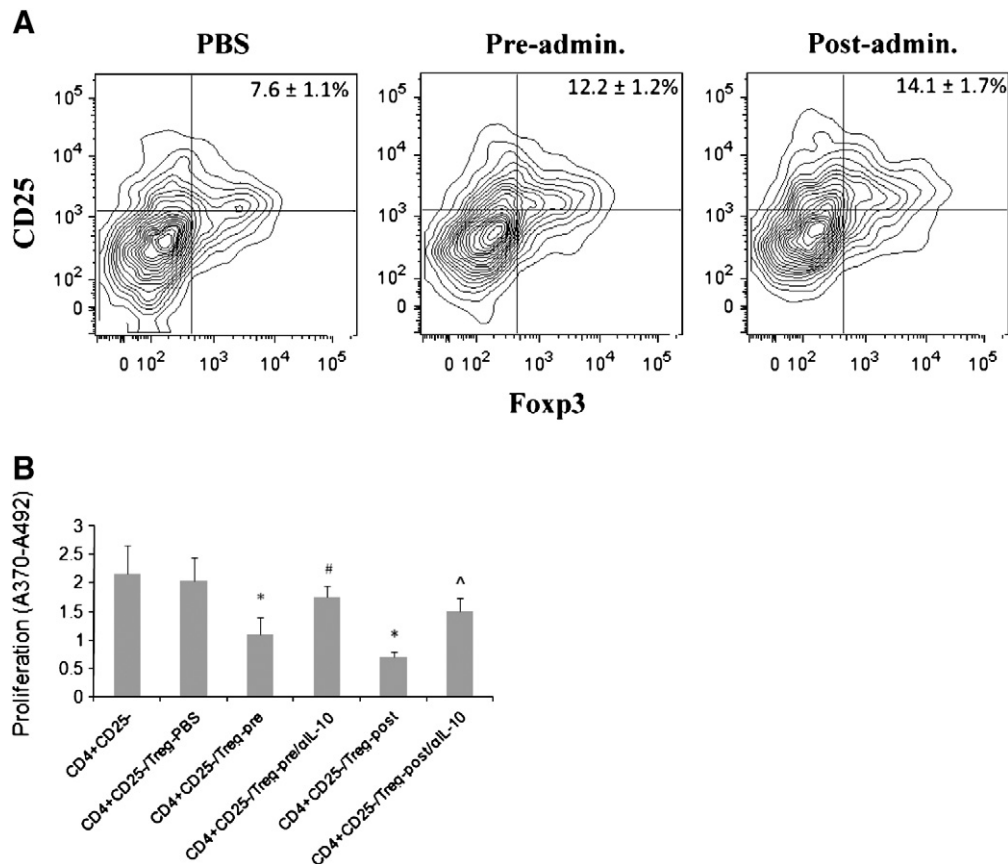 A
PBS
Pre-admin.
Post-admin.
7.6 ± 1.1%
12.2 ± 1.2%
14.1 ± 1.7%
CD25
10⁵
10⁴
10³
10²
0
0 10² 10³ 10⁴ 10⁵
10⁵
10⁴
10³
10²
0
0 10² 10³ 10⁴ 10⁵
10⁵
10⁴
10³
10²
0
0 10² 10³ 10⁴ 10⁵
Foxp3
B
Proliferation (A370-A492)
3
2.5
2
1.5
1
0.5
0
*
#
*
^
CD4+CD25-
CD4+CD25-/Treg-PBS
CD4+CD25-/Treg-pre
CD4+CD25-/Treg-pre/αIL-10
CD4+CD25-/Treg-post
CD4+CD25-/Treg-post/αIL-10